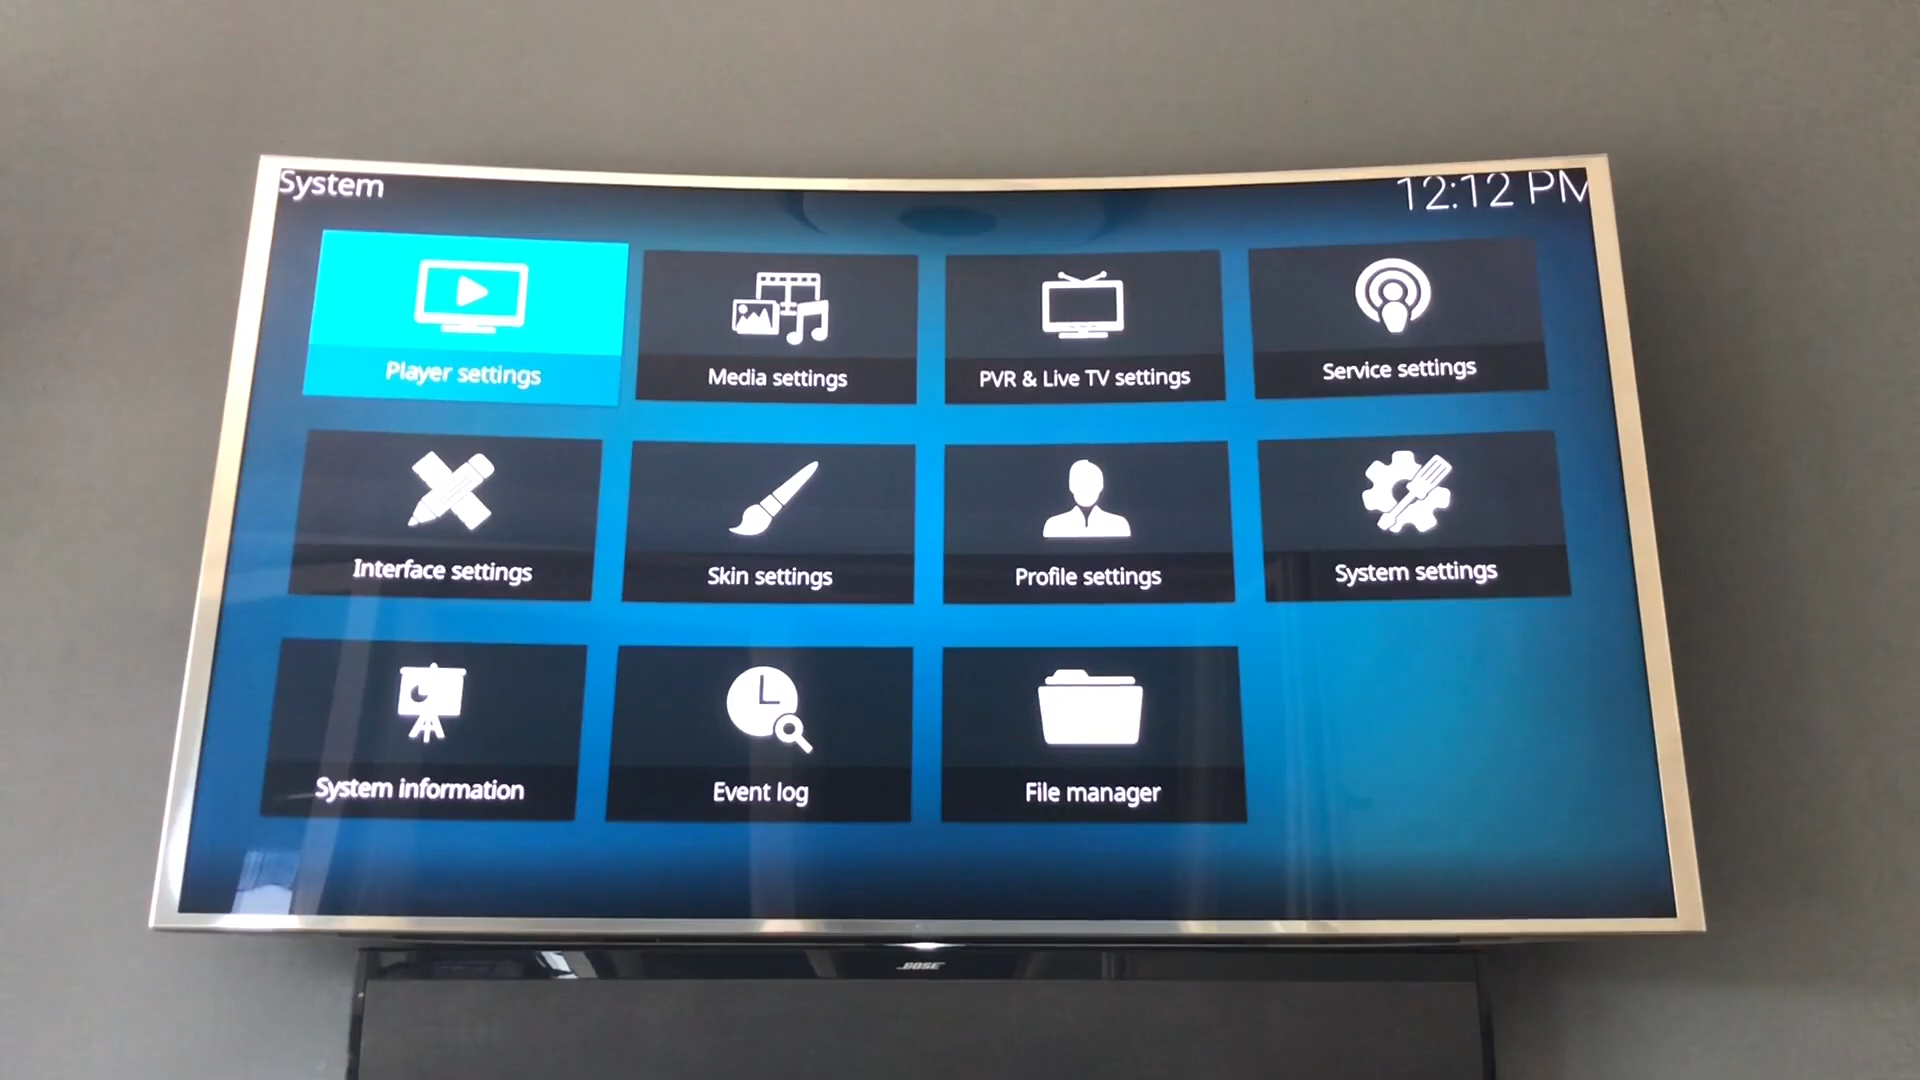 System
12:12 PM
Player settings
Media settings
PVR & Live TV settings
Service settings
Interface settings
Skin settings
Profile settings
System settings
System information
Event log
File manager
BOSE